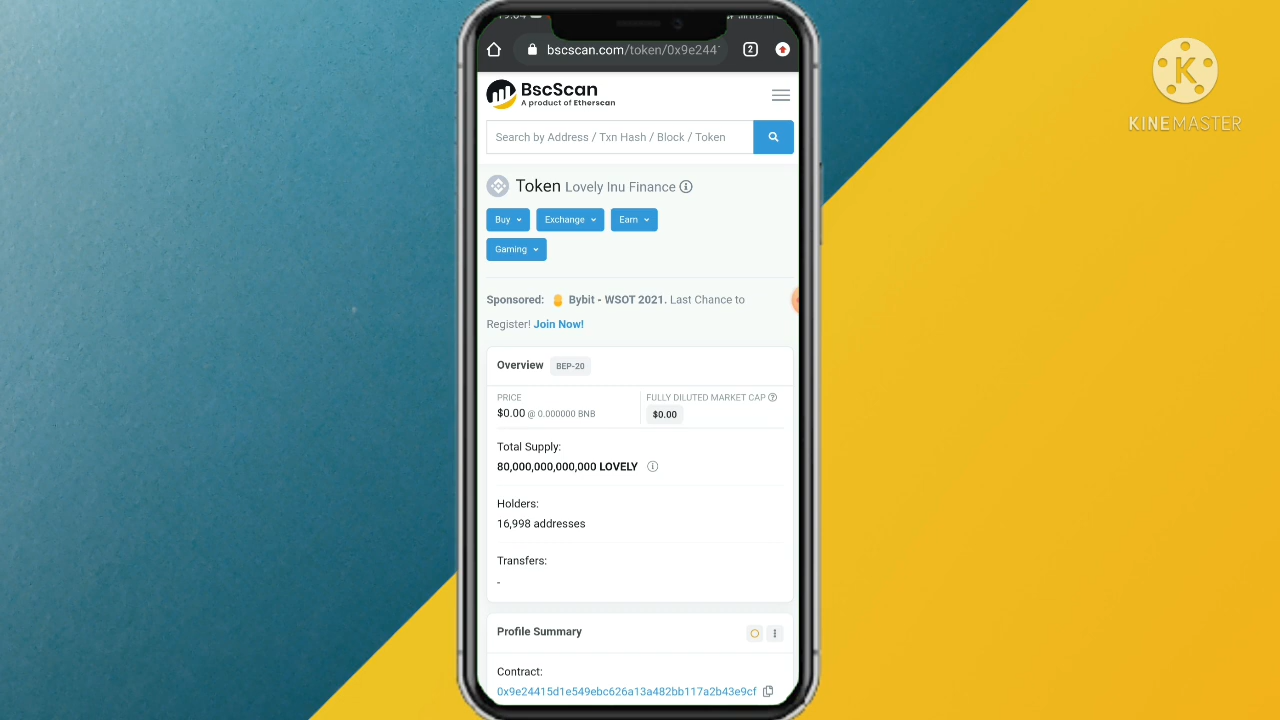 bscscan.com/token/0x9e244
2
BscScan
A product of Etherscan
Search by Address / Txn Hash / Block / Token
Token Lovely Inu Finance
Buy Exchange Earn
Gaming
Sponsored: Bybit - WSOT 2021. Last Chance to
Register! Join Now!
Overview BEP-20
PRICE
$0.00 @ 0.000000 BNB
FULLY DILUTED MARKET CAP
$0.00
Total Supply:
80,000,000,000,000 LOVELY
Holders:
16,998 addresses
Transfers:
-
Profile Summary
Contract:
0x9e24415d1e549ebc626a13a482bb117a2b43e9cf
K
KINEMASTER